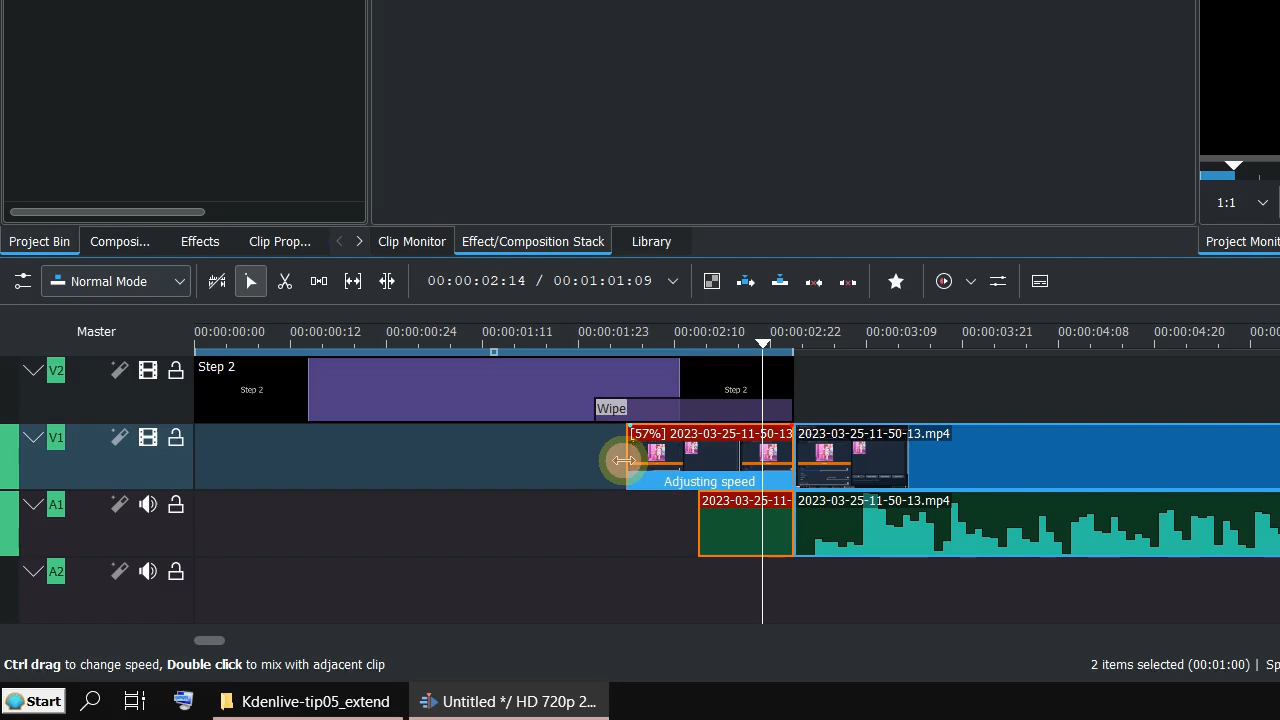 Project Bin
Composi...
Effects
Clip Prop...
Clip Monitor
Effect/Composition Stack
Library
1:1
Project Monit
Normal Mode
00:00:02:14 / 00:01:01:09
Master
00:00:00:00
00:00:00:12
00:00:00:24
00:00:01:11
00:00:01:23
00:00:02:10
00:00:02:22
00:00:03:09
00:00:03:21
00:00:04:08
00:00:04:20
00:00
V2
Step 2
Step 2
Step 2
Wipe
V1
[57%] 2023-03-25-11-50-13
2023-03-25-11-50-13.mp4
Adjusting speed
A1
2023-03-25-11-
2023-03-25-11-50-13.mp4
A2
Ctrl drag to change speed, Double click to mix with adjacent clip
2 items selected (00:01:00) | Sp
Start
Kdenlive-tip05_extend
Untitled */ HD 720p 2...